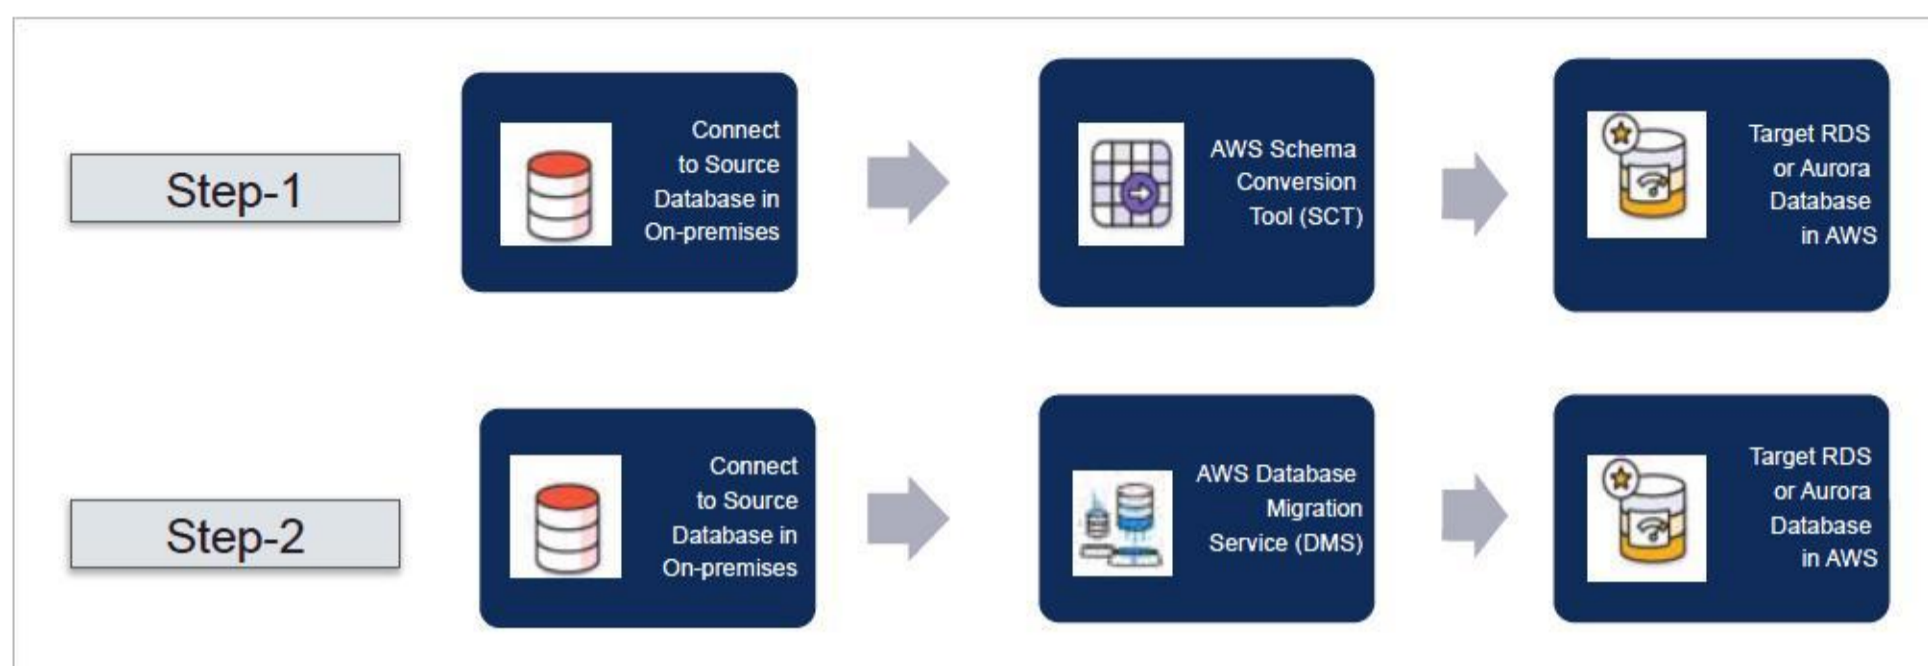 Step-1
Connect
to Source
Database in
On-premises
AWS Schema
Conversion
Tool (SCT)
Target RDS
or Aurora
Database
in AWS
Step-2
Connect
to Source
Database in
On-premises
AWS Database
Migration
Service (DMS)
Target RDS
or Aurora
Database
in AWS